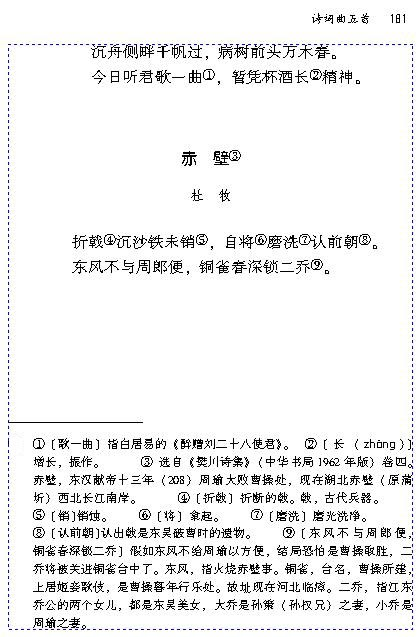 诗词曲五首 181
沉舟侧畔千帆过，病树前头万木春。
今日听君歌一曲①，暂凭杯酒长②精神。
赤 壁③
杜 牧
折戟④沉沙铁未销⑤，自将⑥磨洗⑦认前朝⑧。
东风不与周郎便，铜雀春深锁二乔⑨。
①〔歌一曲〕指白居易的《醉赠刘二十八使君》。 ②〔长（zhǎng）〕
增长，振作。 ③选自《樊川诗集》（中华书局1962年版）卷四。
赤壁，东汉献帝十三年（208）周瑜大败曹操处，现在湖北赤壁（原蒲
圻）西北长江南岸。 ④〔折戟〕折断的戟。戟，古代兵器。
⑤〔销〕销蚀。 ⑥〔将〕拿起。 ⑦〔磨洗〕磨光洗净。
⑧〔认前朝〕认出戟是东吴破曹时的遗物。 ⑨〔东风不与周郎便，
铜雀春深锁二乔〕假如东风不给周瑜以方便，结局恐怕是曹操取胜，二
乔将被关进铜雀台中了。东风，指火烧赤壁事。铜雀，台名，曹操所建，
上居姬妾歌伎，是曹操暮年行乐处。故址现在河北临漳。二乔，指江东
乔公的两个女儿，都是东吴美女，大乔是孙策（孙权兄）之妻，小乔是
周瑜之妻。